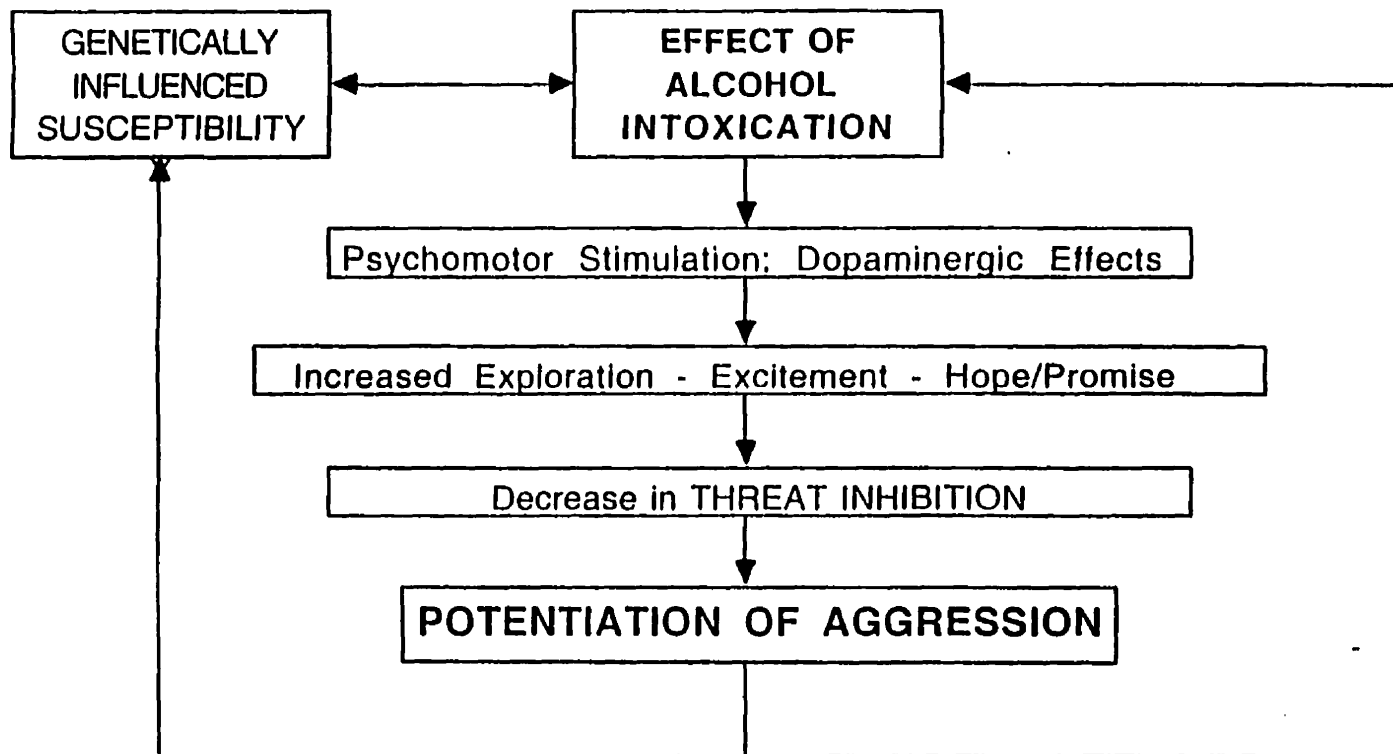 GENETICALLY
INFLUENCED
SUSCEPTIBILITY
EFFECT OF
ALCOHOL
INTOXICATION
Psychomotor Stimulation: Dopaminergic Effects
Increased Exploration - Excitement - Hope/Promise
Decrease in THREAT INHIBITION
POTENTIATION OF AGGRESSION